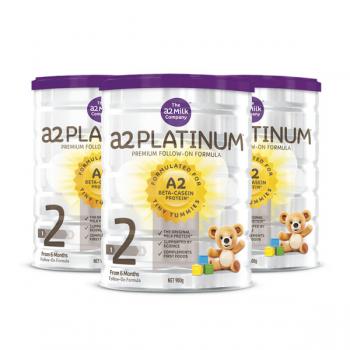 The
a2 Milk
Company
a2 PLATINUM
PREMIUM FOLLOW-ON FORMULA
FORMULATED FOR
TINY TUMMIES
A2
BETA-CASEIN
PROTEIN
THE ORIGINAL
MILK PROTEIN
SUPPORTED BY
SCIENCE
COMPLEMENTS
FIRST FOODS
2
From 6 Months
Follow-On Formula
NET 900g